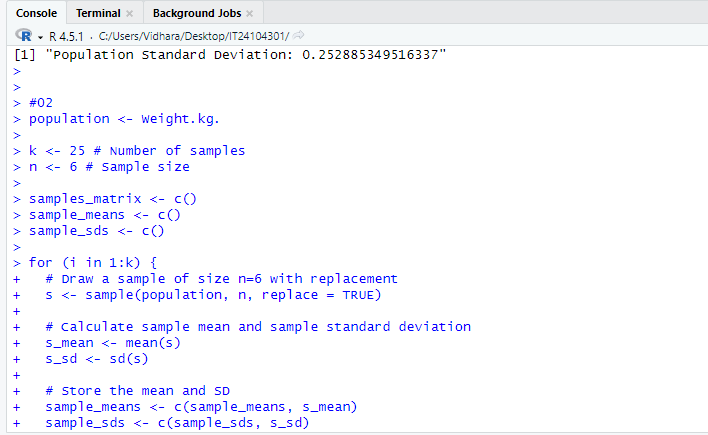 Console Terminal × Background Jobs ×
R R 4.5.1 · C:/Users/Vidhara/Desktop/IT24104301/
[1] "Population Standard Deviation: 0.252885349516337"
>
>
> #02
> population <- Weight.kg.
>
> k <- 25 # Number of samples
> n <- 6 # Sample size
>
> samples_matrix <- c()
> sample_means <- c()
> sample_sds <- c()
>
> for (i in 1:k) {
+   # Draw a sample of size n=6 with replacement
+   s <- sample(population, n, replace = TRUE)
+
+   # Calculate sample mean and sample standard deviation
+   s_mean <- mean(s)
+   s_sd <- sd(s)
+
+   # Store the mean and SD
+   sample_means <- c(sample_means, s_mean)
+   sample_sds <- c(sample_sds, s_sd)